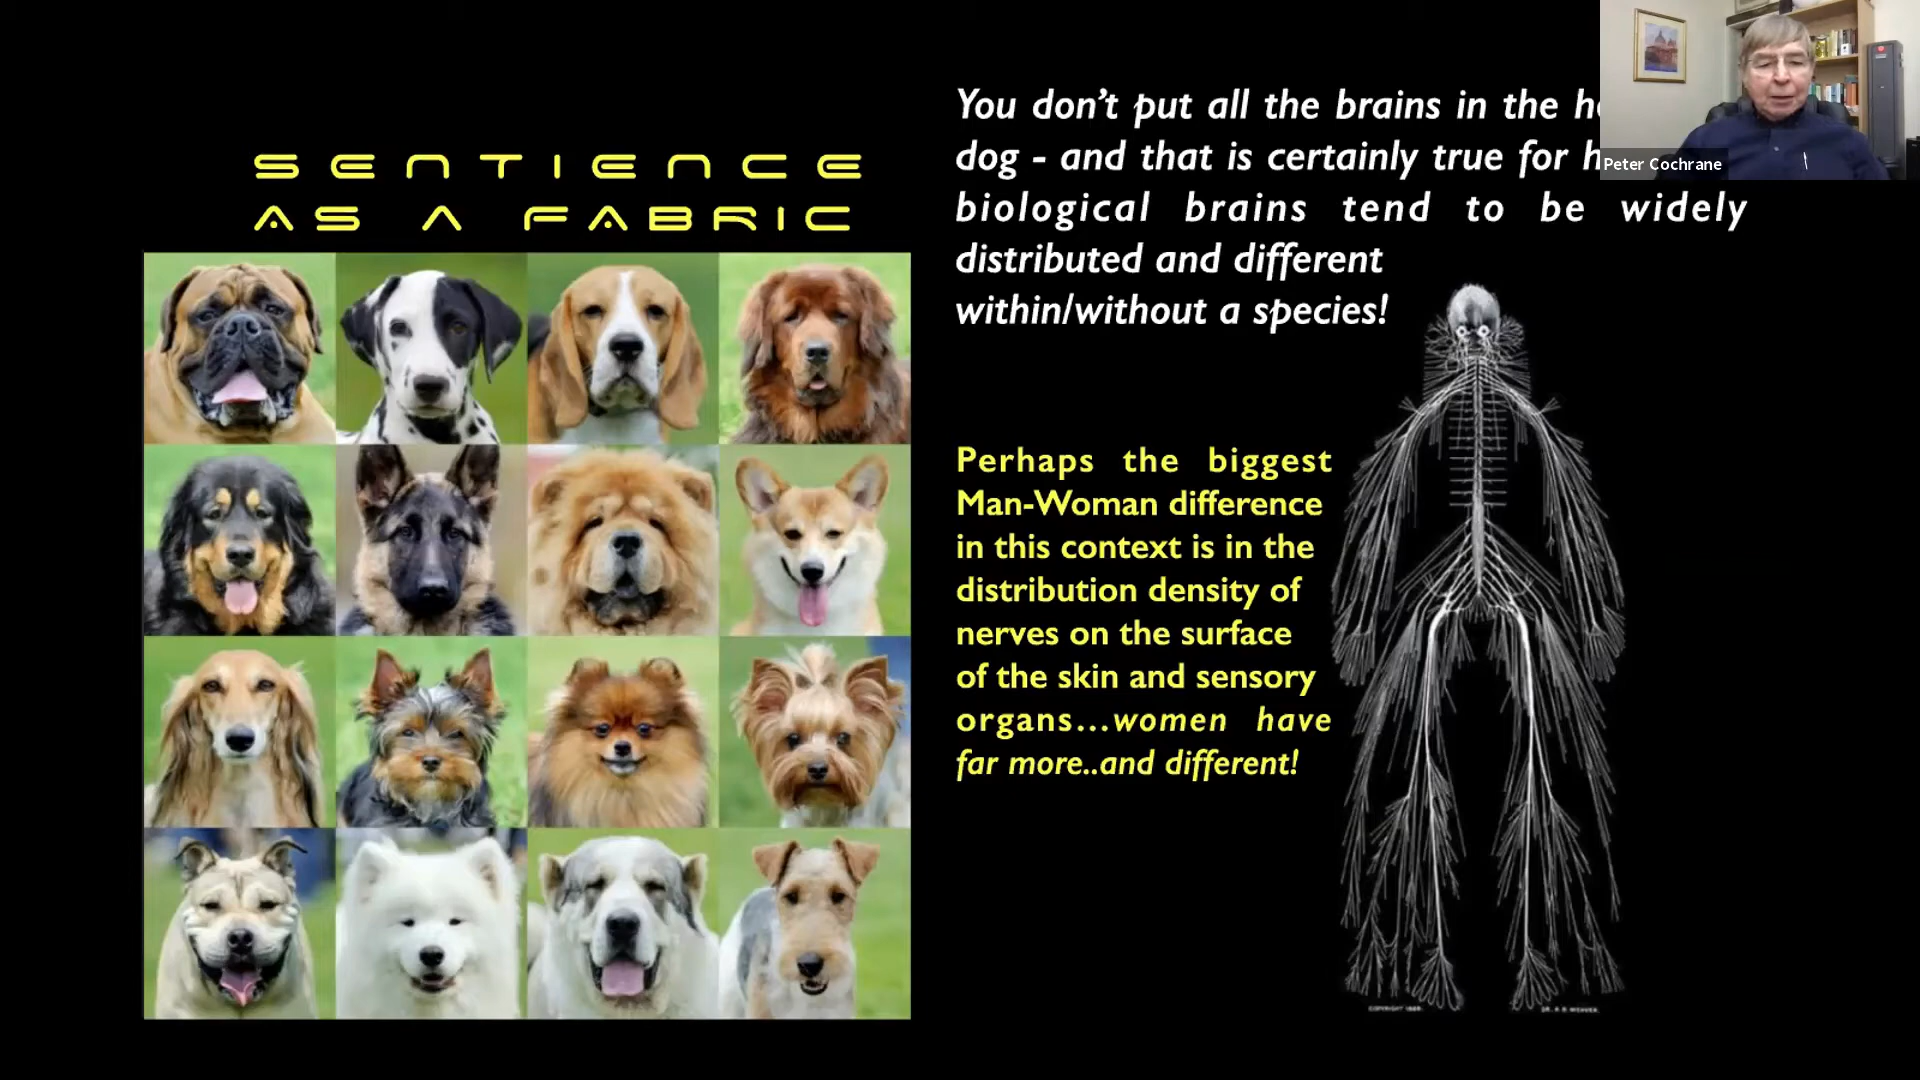 SENTIENCE
AS A FABRIC
You don't put all the brains in the
dog - and that is certainly true for
biological brains tend to be widely
distributed and different
within/without a species!
Perhaps the biggest
Man-Woman difference
in this context is in the
distribution density of
nerves on the surface
of the skin and sensory
organs...women have
far more..and different!
Peter Cochrane